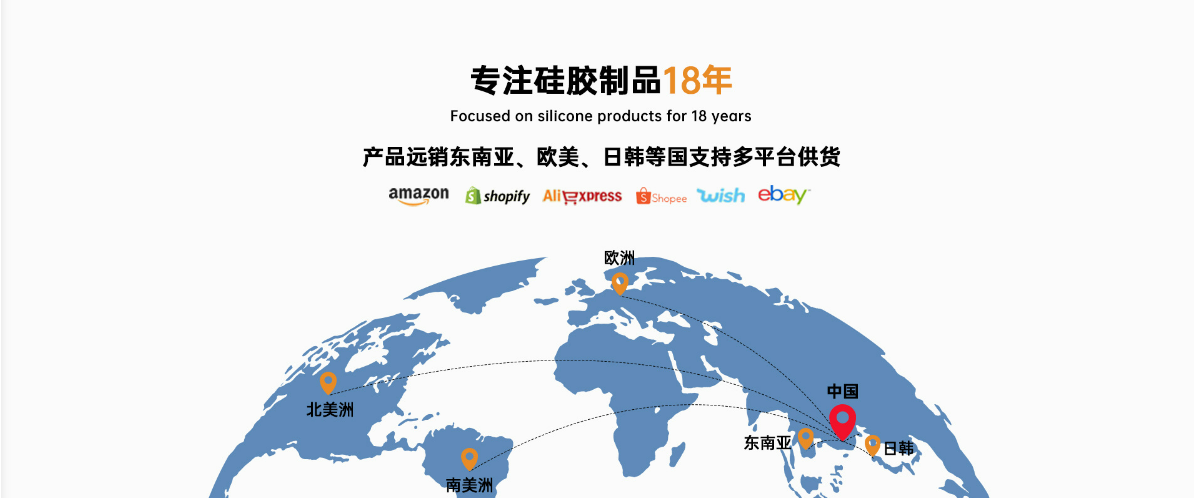 专注硅胶制品18年
Focused on silicone products for 18 years
产品远销东南亚、欧美、日韩等国支持多平台供货
amazon shopify AliExpress Shopee wish ebay
欧洲
北美洲
中国
东南亚
日韩
南美洲